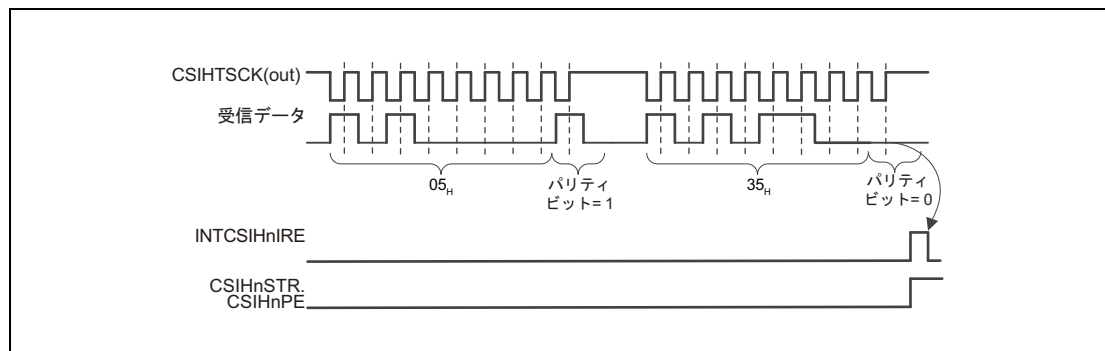 CSIHTSCK(out)
受信データ
05H
パリティ
ビット= 1
35H
パリティ
ビット= 0
INTCSIHnIRE
CSIHnSTR.
CSIHnPE